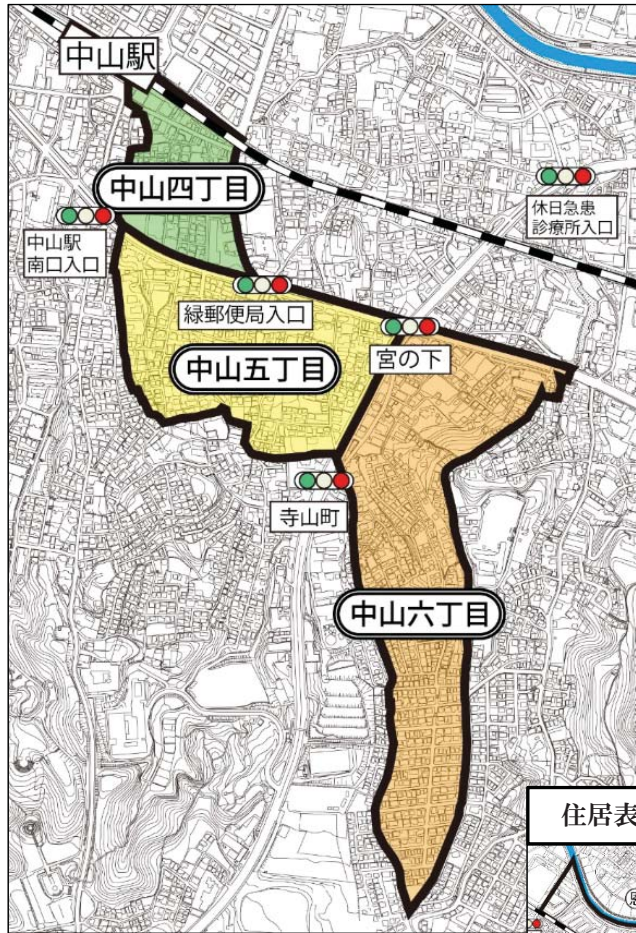 中山駅
中山四丁目
休日急患
診療所入口
中山駅
南口入口
緑郵便局入口
宮の下
中山五丁目
寺山町
中山六丁目
住居表